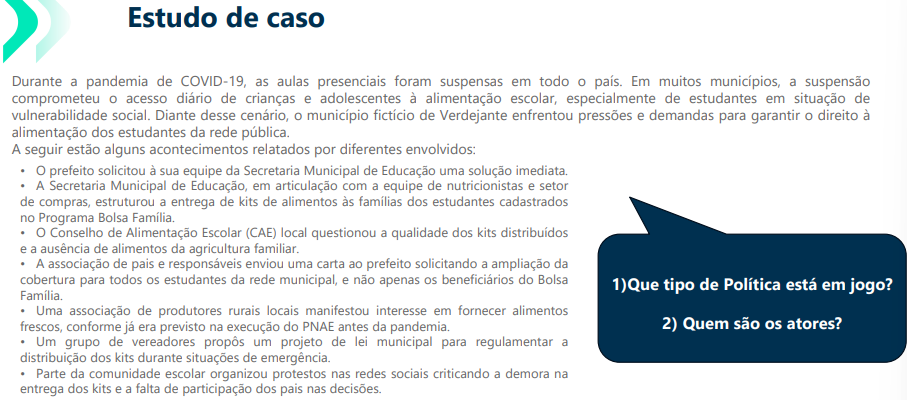 Estudo de caso
Durante a pandemia de COVID-19, as aulas presenciais foram suspensas em todo o país. Em muitos municípios, a suspensão
comprometeu o acesso diário de crianças e adolescentes à alimentação escolar, especialmente de estudantes em situação de
vulnerabilidade social. Diante desse cenário, o município fictício de Verdejante enfrentou pressões e demandas para garantir o direito à
alimentação dos estudantes da rede pública.
A seguir estão alguns acontecimentos relatados por diferentes envolvidos:
• O prefeito solicitou à sua equipe da Secretaria Municipal de Educação uma solução imediata.
• A Secretaria Municipal de Educação, em articulação com a equipe de nutricionistas e setor
de compras, estruturou a entrega de kits de alimentos às famílias dos estudantes cadastrados
no Programa Bolsa Família.
• O Conselho de Alimentação Escolar (CAE) local questionou a qualidade dos kits distribuídos
e a ausência de alimentos da agricultura familiar.
• A associação de pais e responsáveis enviou uma carta ao prefeito solicitando a ampliação da
cobertura para todos os estudantes da rede municipal, e não apenas os beneficiários do Bolsa
Família.
• Uma associação de produtores rurais locais manifestou interesse em fornecer alimentos
frescos, conforme já era previsto na execução do PNAE antes da pandemia.
• Um grupo de vereadores propôs um projeto de lei municipal para regulamentar a
distribuição dos kits durante situações de emergência.
• Parte da comunidade escolar organizou protestos nas redes sociais criticando a demora na
entrega dos kits e a falta de participação dos pais nas decisões.
1)Que tipo de Política está em jogo?
2) Quem são os atores?